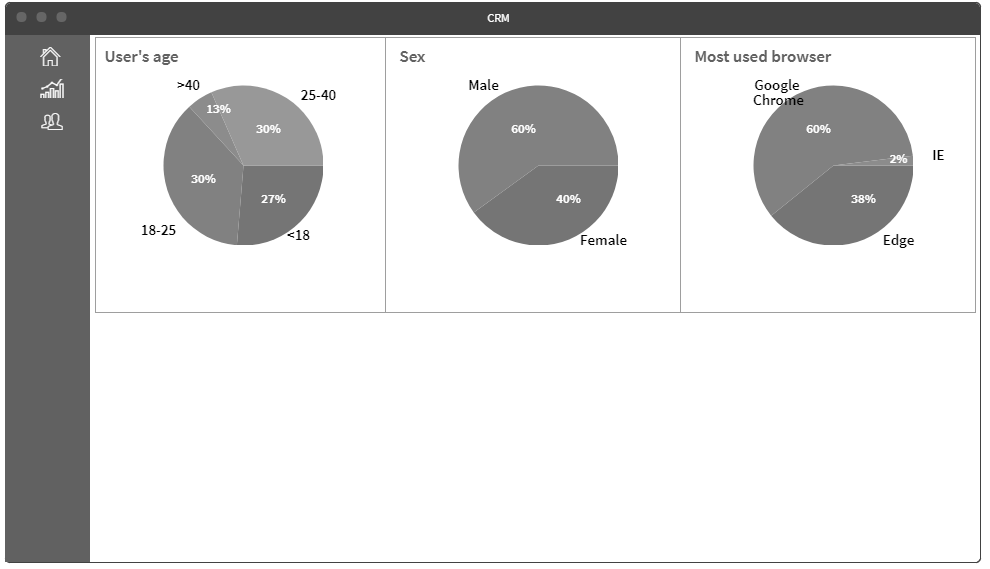 CRM
User's age
>40
25-40
13%
30%
30%
27%
18-25
<18
Sex
Male
60%
40%
Female
Most used browser
Google
Chrome
60%
IE
2%
38%
Edge